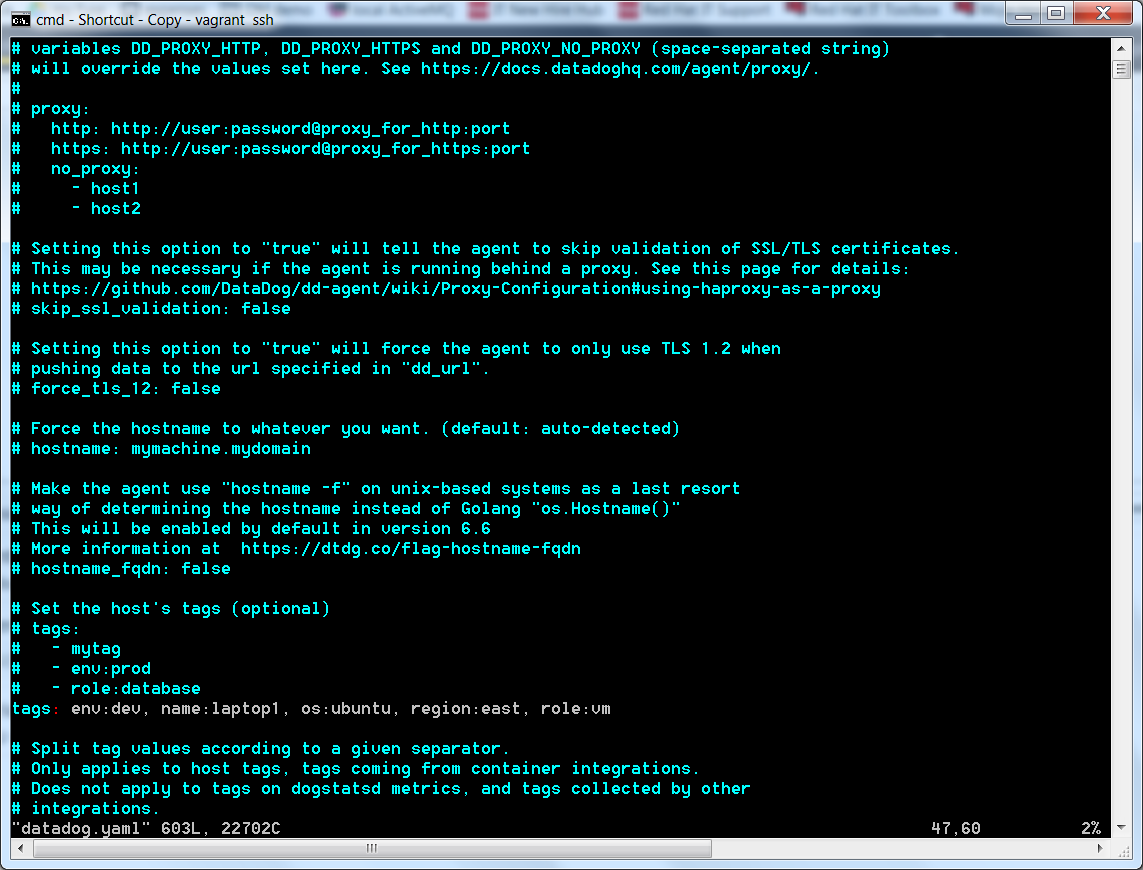 cmd - Shortcut - Copy - vagrant ssh
# variables DD_PROXY_HTTP, DD_PROXY_HTTPS and DD_PROXY_NO_PROXY (space-separated string)
# will override the values set here. See https://docs.datadoghq.com/agent/proxy/.
#
# proxy:
#   http: http://user:password@proxy_for_http:port
#   https: http://user:password@proxy_for_https:port
#   no_proxy:
#     - host1
#     - host2

# Setting this option to "true" will tell the agent to skip validation of SSL/TLS certificates.
# This may be necessary if the agent is running behind a proxy. See this page for details:
# https://github.com/DataDog/dd-agent/wiki/Proxy-Configuration#using-haproxy-as-a-proxy
# skip_ssl_validation: false

# Setting this option to "true" will force the agent to only use TLS 1.2 when
# pushing data to the url specified in "dd_url".
# force_tls_12: false

# Force the hostname to whatever you want. (default: auto-detected)
# hostname: mymachine.mydomain

# Make the agent use "hostname -f" on unix-based systems as a last resort
# way of determining the hostname instead of Golang "os.Hostname()"
# This will be enabled by default in version 6.6
# More information at  https://dtdg.co/flag-hostname-fqdn
# hostname_fqdn: false

# Set the host's tags (optional)
# tags:
#   - mytag
#   - env:prod
#   - role:database
tags: env:dev, name:laptop1, os:ubuntu, region:east, role:vm

# Split tag values according to a given separator.
# Only applies to host tags, tags coming from container integrations.
# Does not apply to tags on dogstatsd metrics, and tags collected by other
# integrations.
"datadog.yaml" 603L, 22702C 47,60 2%